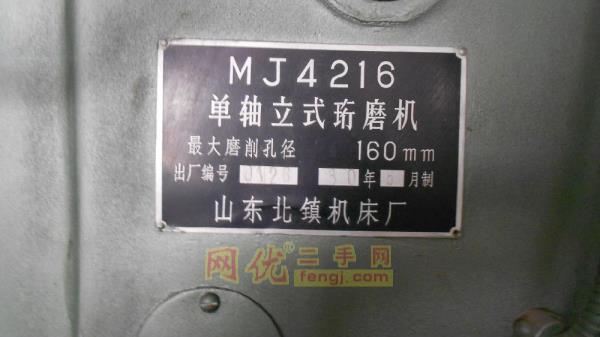 MJ4216
单轴立式珩磨机
最大磨削孔径 160mm
出厂编号 年 月制
山东北镇机床厂
网优®二手网
fengj.com